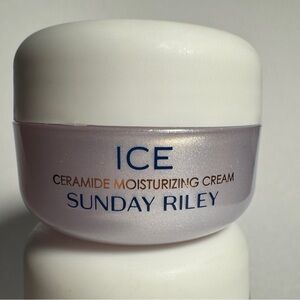 ICE
CERAMIDE MOISTURIZING CREAM
SUNDAY RILEY